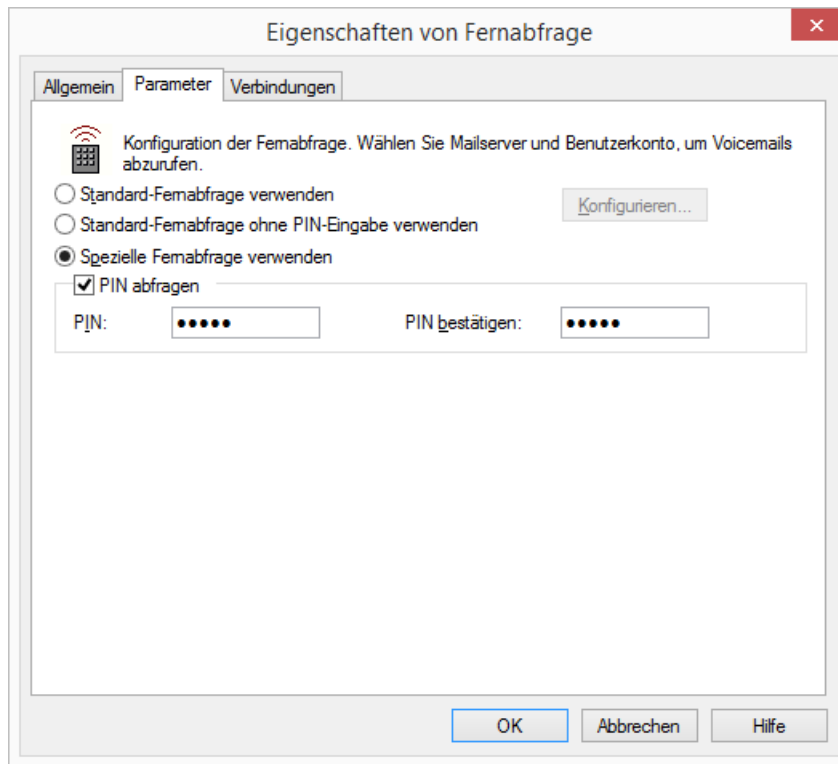 Eigenschaften von Fernabfrage
Allgemein Parameter Verbindungen
Konfiguration der Fernabfrage. Wählen Sie Mailserver und Benutzerkonto, um Voicemails
abzurufen.
Standard-Fernabfrage verwenden
Konfigurieren...
Standard-Fernabfrage ohne PIN-Eingabe verwenden
Spezielle Fernabfrage verwenden
PIN abfragen
PIN: ●●●●● PIN bestätigen: ●●●●●
OK Abbrechen Hilfe